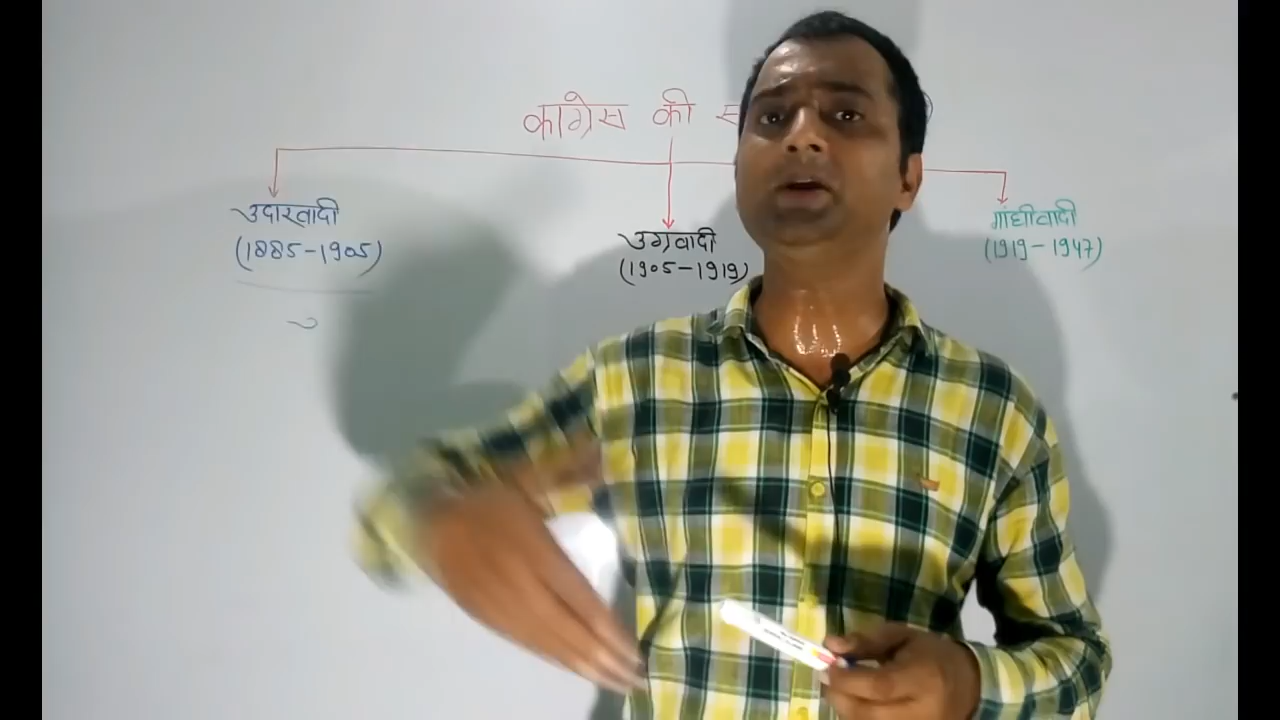 काग्रेस की
उदारवादी
(1885-1905)
उग्रवादी
(1905-1919)
गांधीवादी
(1919-1947)